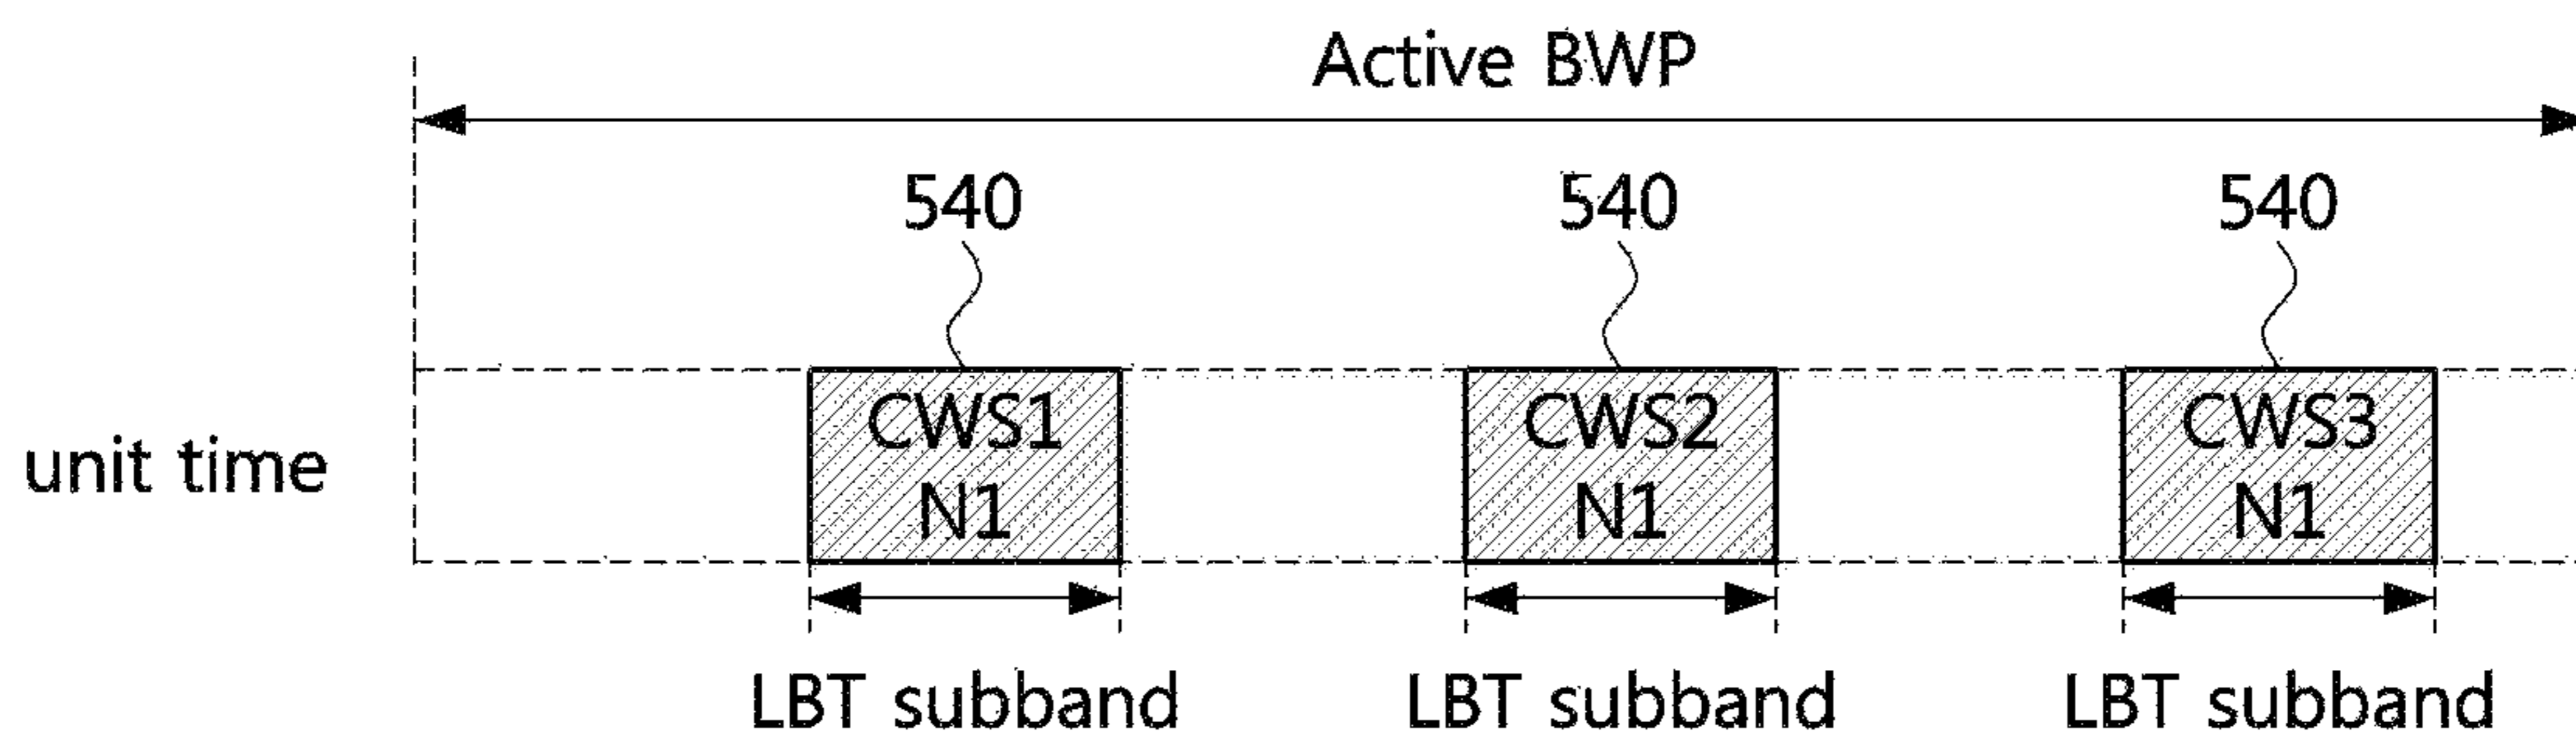 Active BWP
540 540 540
CWS1 CWS2 CWS3
unit time
N1 N1 N1
LBT subband LBT subband LBT subband